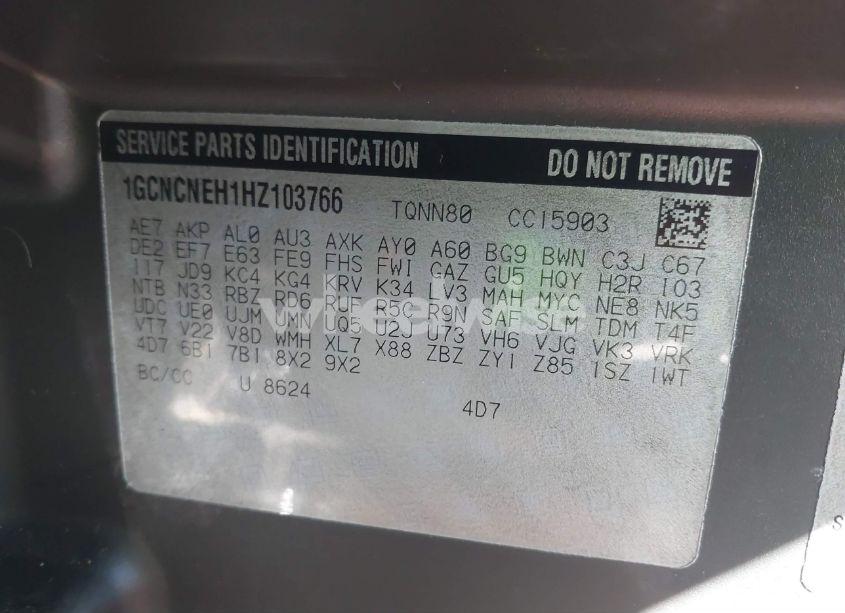 SERVICE PARTS IDENTIFICATION DO NOT REMOVE
1GCNCNEH1HZ103766 TQNN80 CC15903
AE7 AKP AL0 AU3 AXK AY0 A60 BG9 BWN C3J C67
DE2 EF7 E63 FE9 FHS FWI GAZ GU5 HQY H2R IO3
I17 JD9 KC4 KG4 KRV K34 LV3 MAH MYC NE8 NK5
NTB N33 RBZ RD6 RUF R5C R9N SAF SLM TDM T4F
UDC UE0 UJM UMN UQ5 U2J U73 VH6 VJG VK3 VRK
VT7 V22 V8D WMH XL7 X88 ZBZ ZY1 Z85 1SZ 1WT
4D7 6B1 7B1 8X2 9X2
BC/CC U 8624 4D7
wheelwise